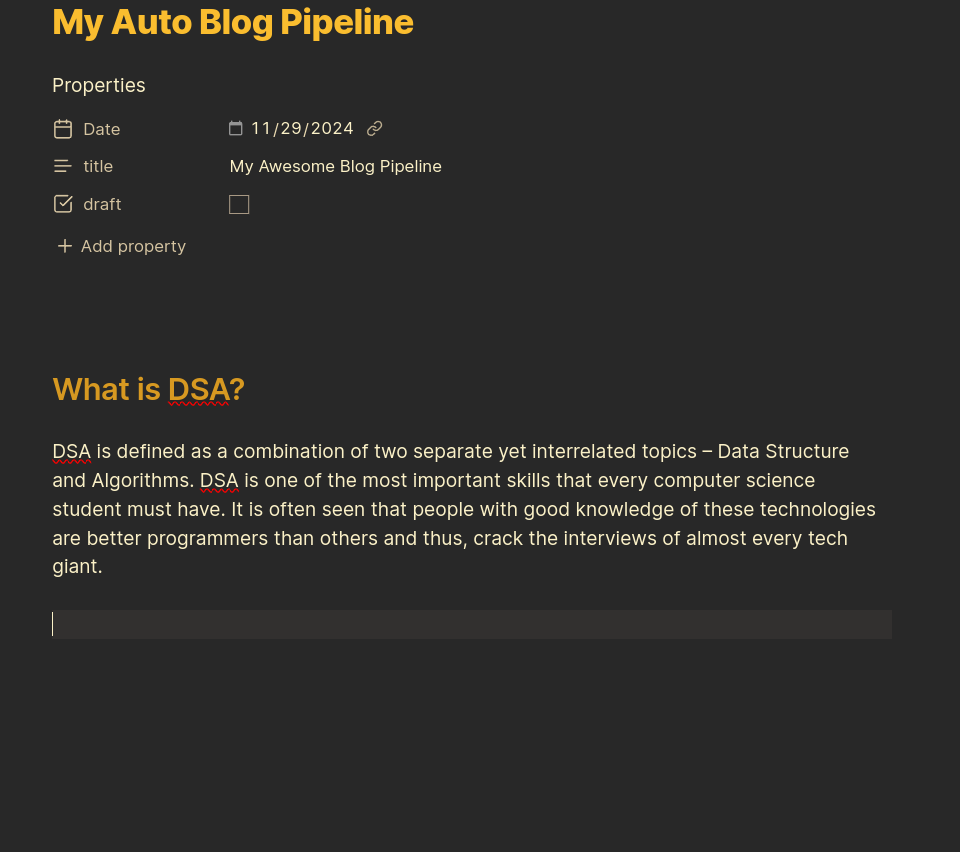 My Auto Blog Pipeline
Properties
Date 11/29/2024
title My Awesome Blog Pipeline
draft
Add property
What is DSA?
DSA is defined as a combination of two separate yet interrelated topics – Data Structure
and Algorithms. DSA is one of the most important skills that every computer science
student must have. It is often seen that people with good knowledge of these technologies
are better programmers than others and thus, crack the interviews of almost every tech
giant.